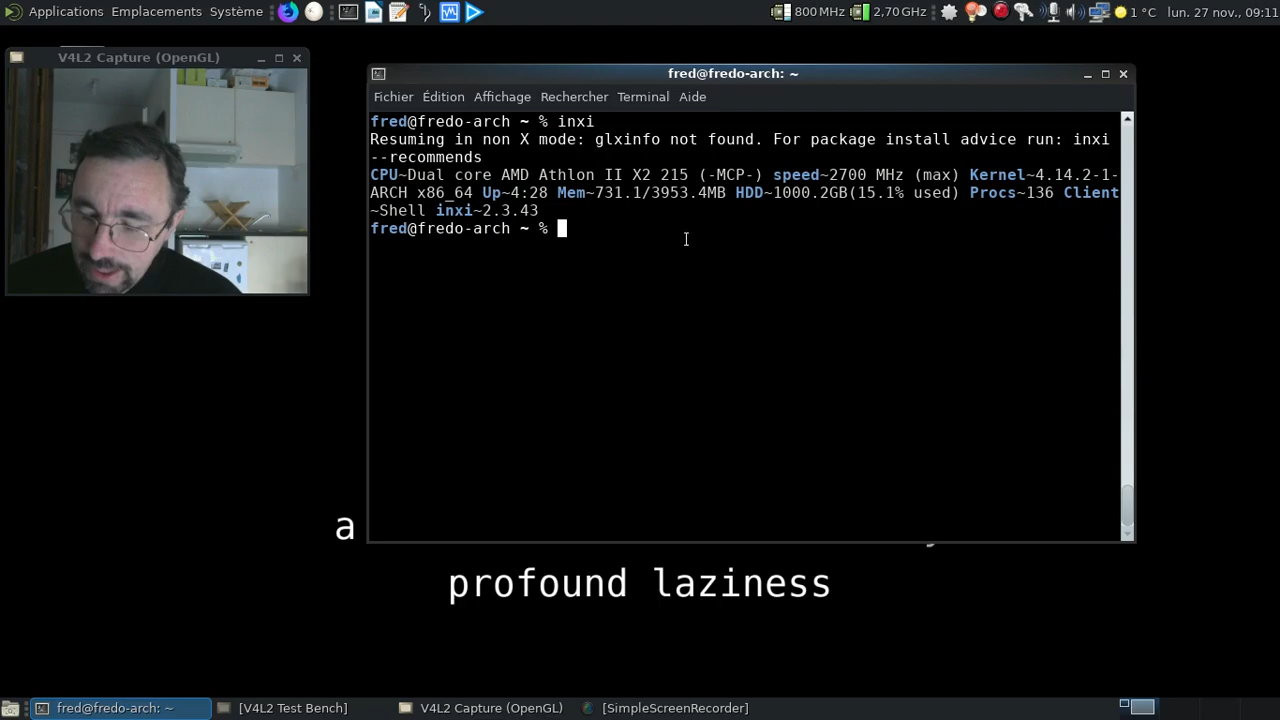 Applications Emplacements Système 800 MHz 2,70 GHz 1 °C lun. 27 nov., 09:11
V4L2 Capture (OpenGL)
fred@fredo-arch: ~
Fichier Édition Affichage Rechercher Terminal Aide
fred@fredo-arch ~ % inxi
Resuming in non X mode: glxinfo not found. For package install advice run: inxi
--recommends
CPU~Dual core AMD Athlon II X2 215 (-MCP-) speed~2700 MHz (max) Kernel~4.14.2-1-
ARCH x86_64 Up~4:28 Mem~731.1/3953.4MB HDD~1000.2GB(15.1% used) Procs~136 Client
~Shell inxi~2.3.43
fred@fredo-arch ~ %
a
profound laziness
fred@fredo-arch: ~ [V4L2 Test Bench] V4L2 Capture (OpenGL) [SimpleScreenRecorder]